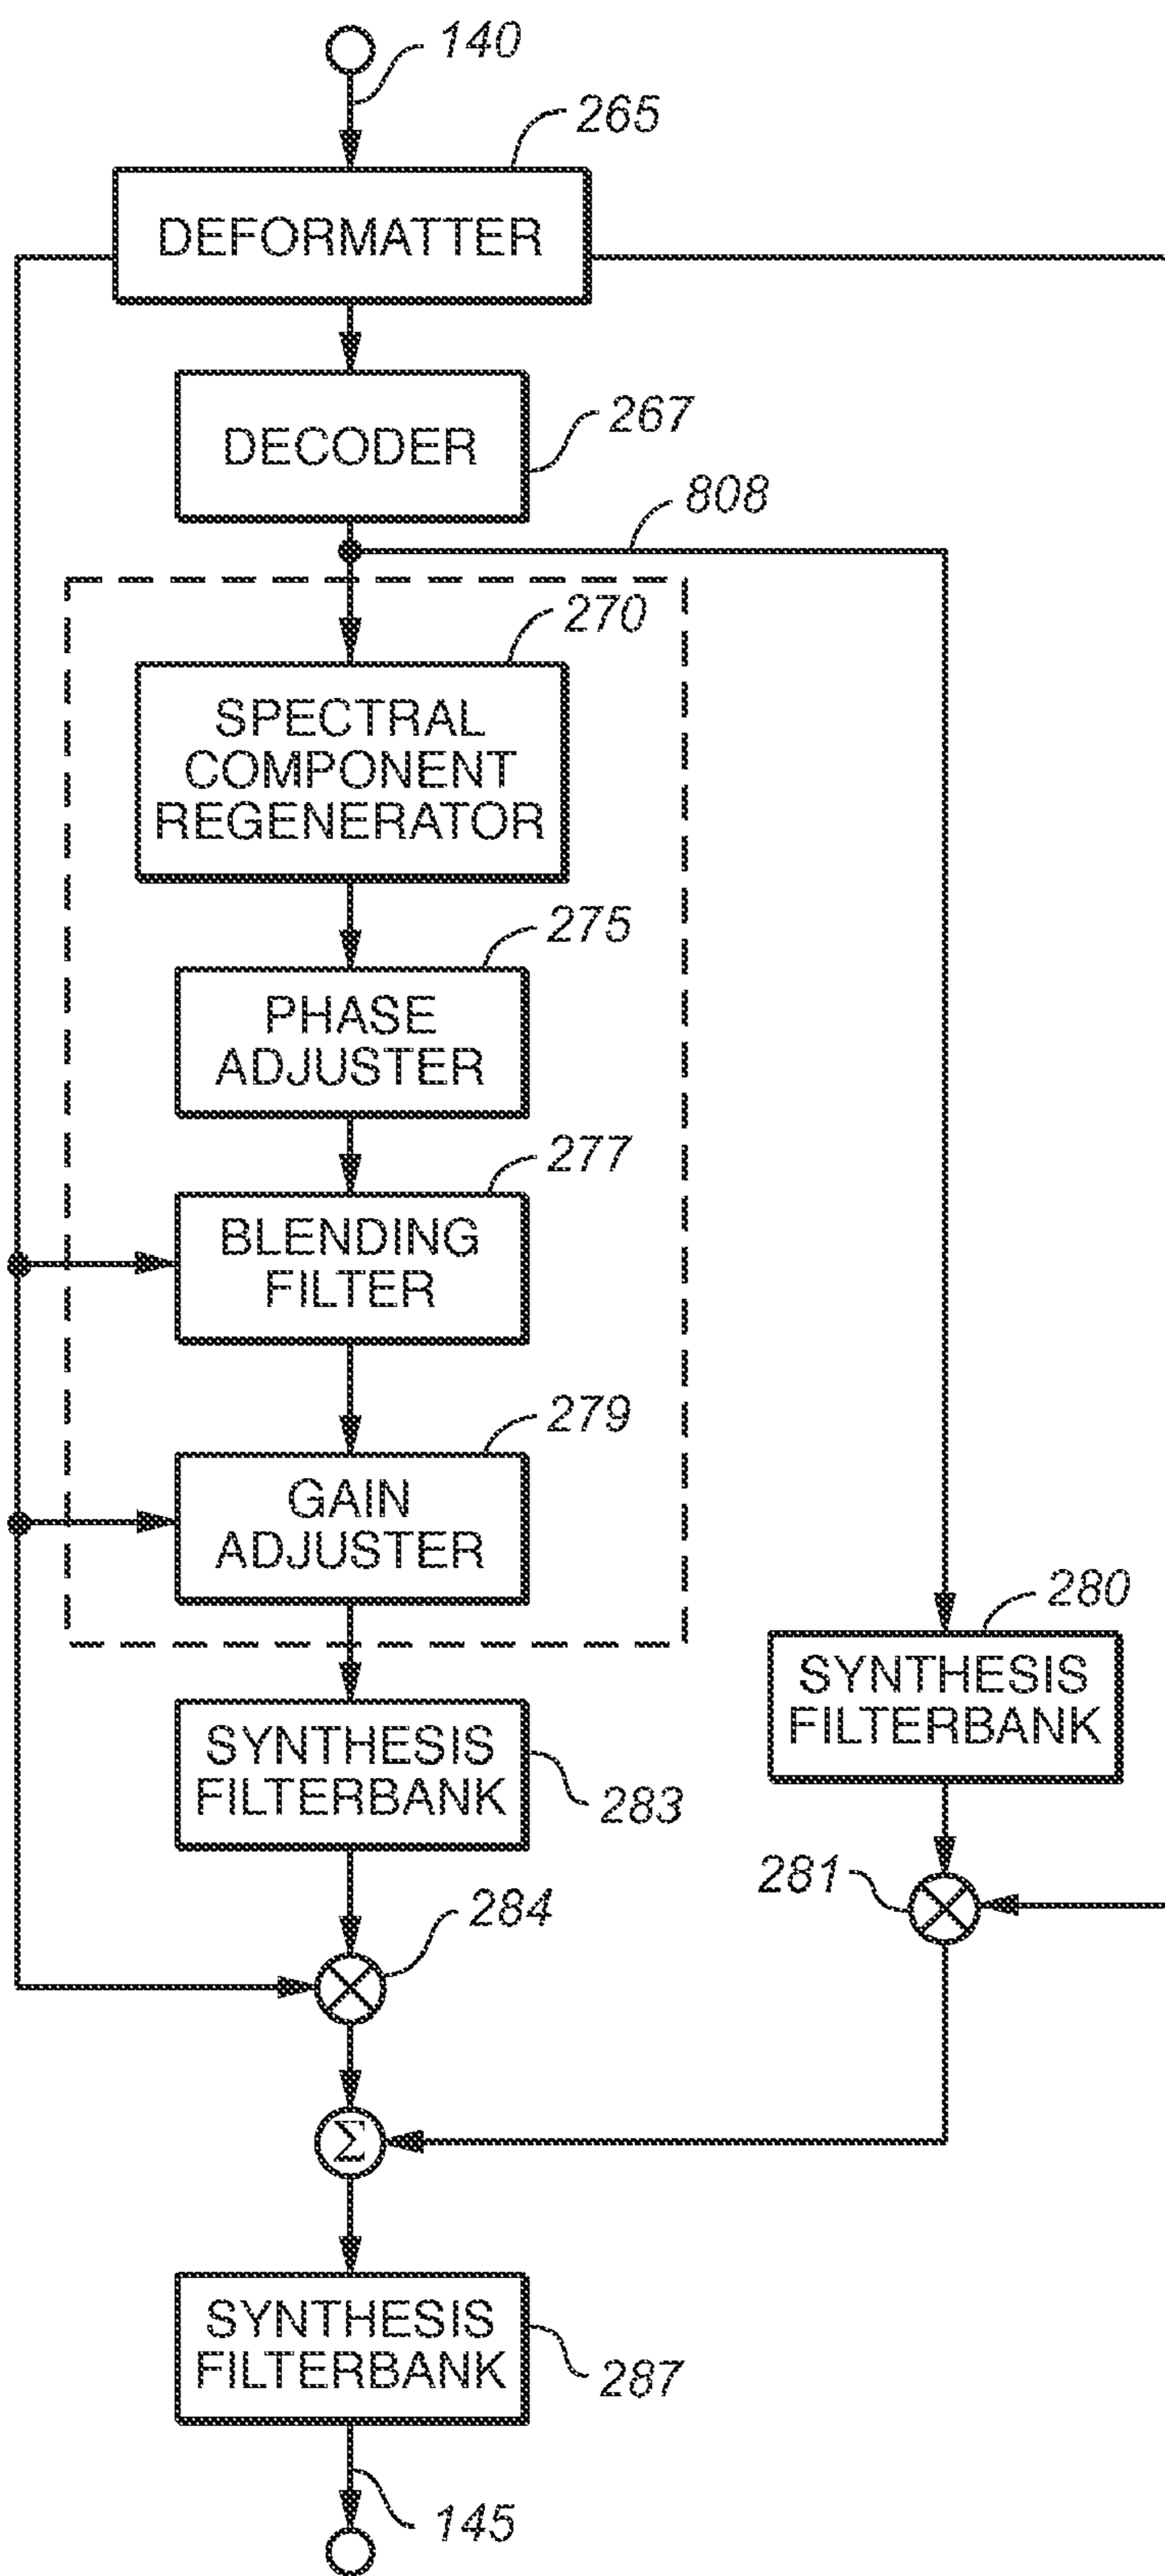 140
265
DEFORMATTER
267
DECODER
808
270
SPECTRAL
COMPONENT
REGENERATOR
275
PHASE
ADJUSTER
277
BLENDING
FILTER
279
GAIN
ADJUSTER
280
SYNTHESIS
FILTERBANK
SYNTHESIS
FILTERBANK
283
281
284
Σ
SYNTHESIS
FILTERBANK
287
145